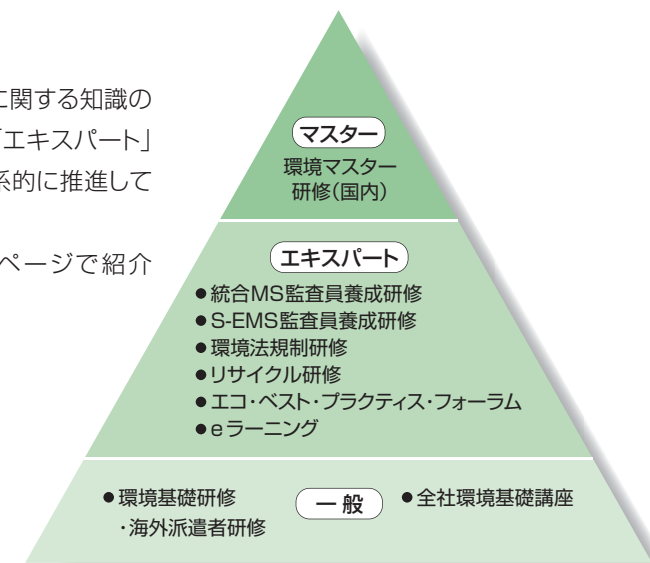 に関する知識の
「エキスパート」
系的に推進して
ページで紹介
マスター
環境マスター
研修(国内)
エキスパート
●統合MS監査員養成研修
●S-EMS監査員養成研修
●環境法規制研修
●リサイクル研修
●エコ・ベスト・プラクティス・フォーラム
●eラーニング
●環境基礎研修
・海外派遣者研修
一般
●全社環境基礎講座